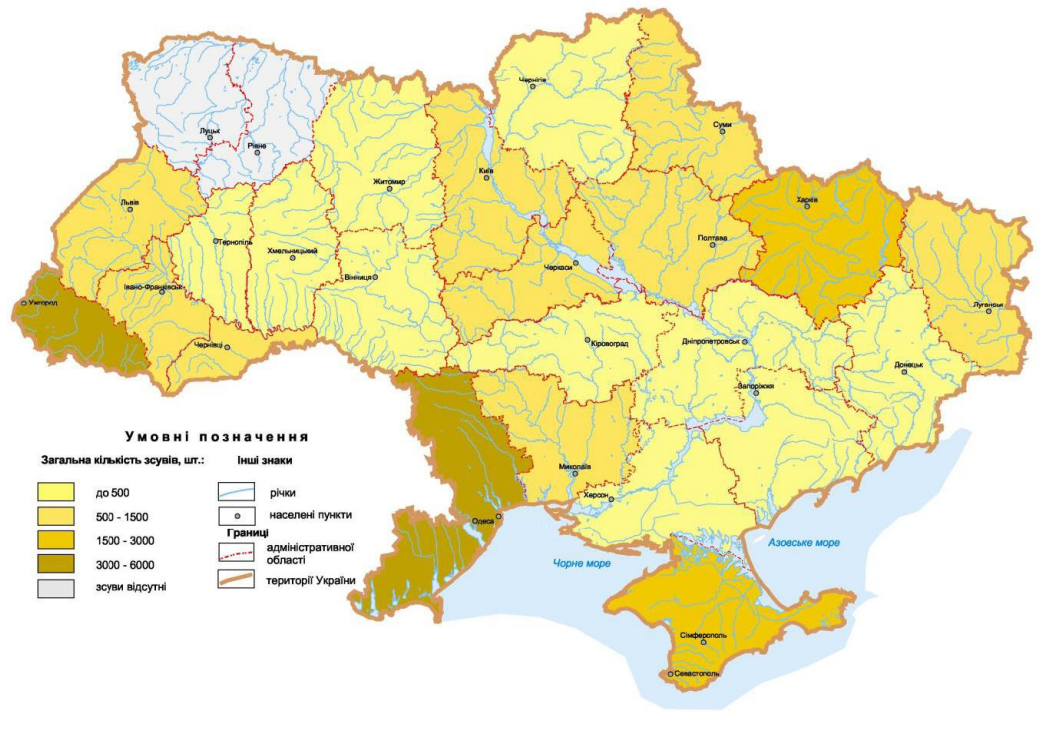 Чернігів
Суми
Луцьк
Рівне
Київ
Житомир
Харків
Львів
Полтава
Тернопіль
Хмельницький
Черкаси
Вінниця
Івано-Франківськ
Ужгород
Луганськ
Чернівці
Кіровоград
Дніпропетровськ
Донецьк
Запоріжжя
Миколаїв
Херсон
Одеса
Азовське море
Чорне море
Сімферополь
Севастополь
Умовні позначення
Загальна кількість зсувів, шт.:
до 500
500 - 1500
1500 - 3000
3000 - 6000
зсуви відсутні
Інші знаки
річки
населені пункти
Границі
адміністративної
області
території України